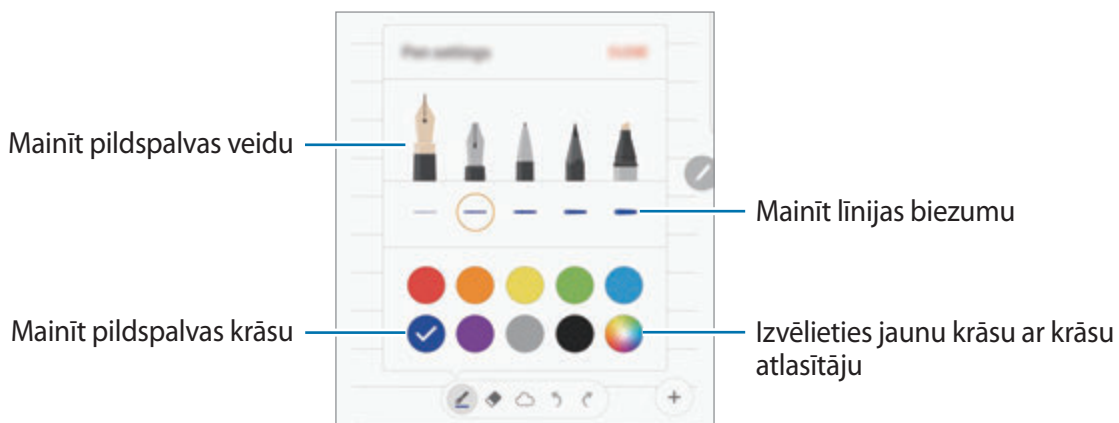 Mainīt pildspalvas veidu
Mainīt līnijas biezumu
Mainīt pildspalvas krāsu
Izvēlieties jaunu krāsu ar krāsu
atlasītāju